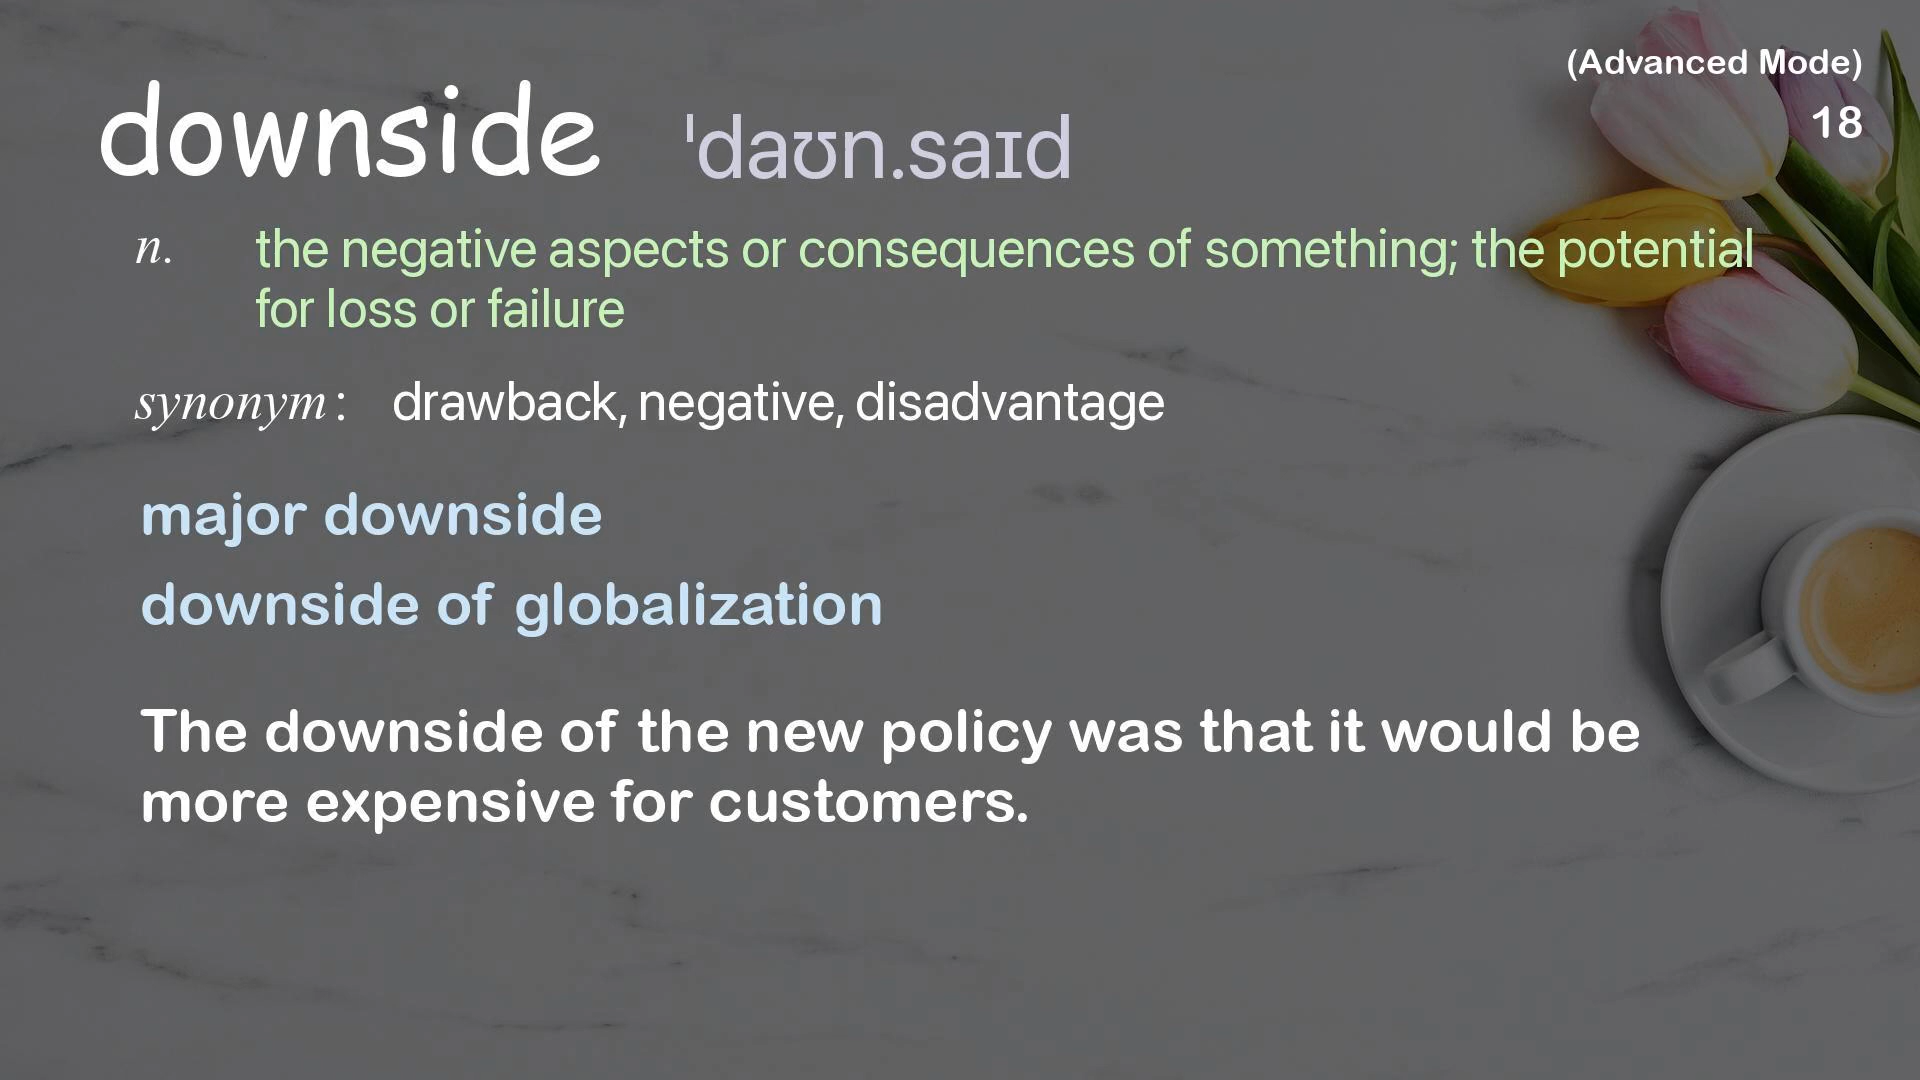 (Advanced Mode)
18
downside ˈdaʊn.saɪd
n. the negative aspects or consequences of something; the potential
for loss or failure
synonym: drawback, negative, disadvantage
major downside
downside of globalization
The downside of the new policy was that it would be
more expensive for customers.